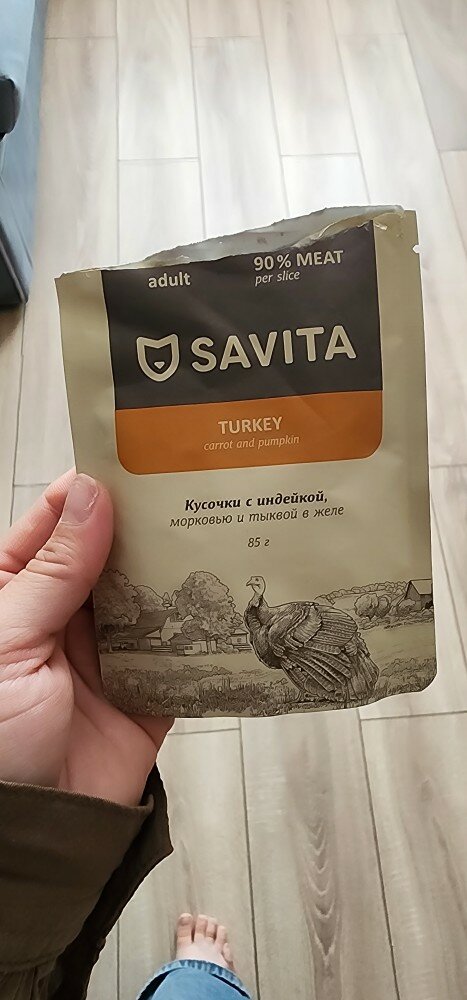 adult
90 % MEAT
per slice
SAVITA
TURKEY
carrot and pumpkin
Кусочки с индейкой,
морковью и тыквой в желе
85 г